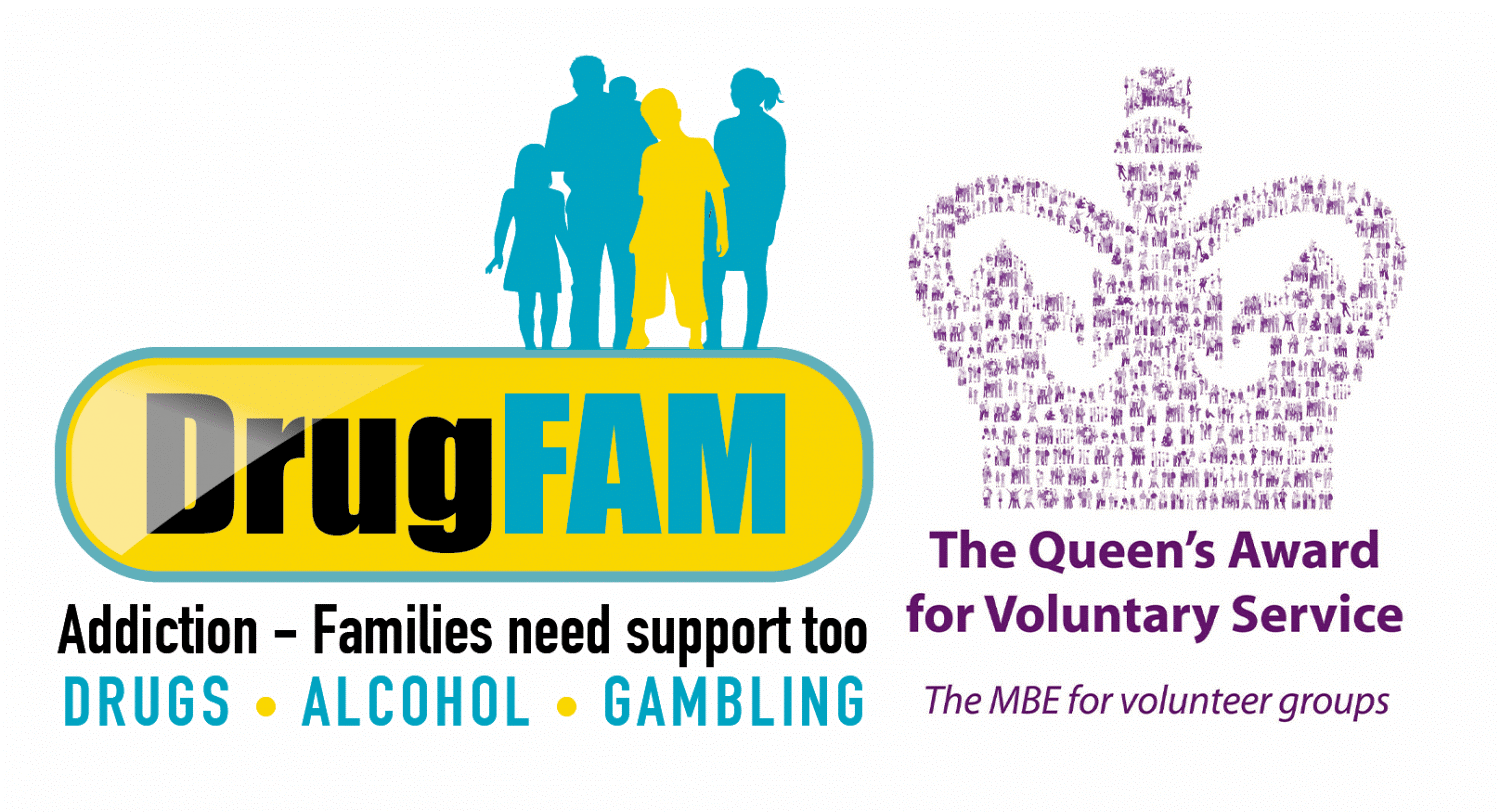 DrugFAM
Addiction – Families need support too
DRUGS • ALCOHOL • GAMBLING
The Queen’s Award
for Voluntary Service
The MBE for volunteer groups